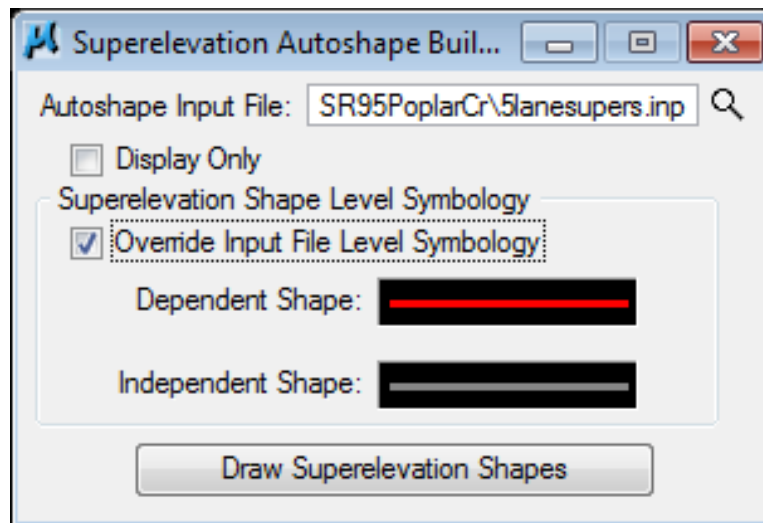 Superelevation Autoshape Buil...
Autoshape Input File: SR95PoplarCr\5lanesupers.inp
Display Only
Superelevation Shape Level Symbology
Override Input File Level Symbology
Dependent Shape:
Independent Shape:
Draw Superelevation Shapes